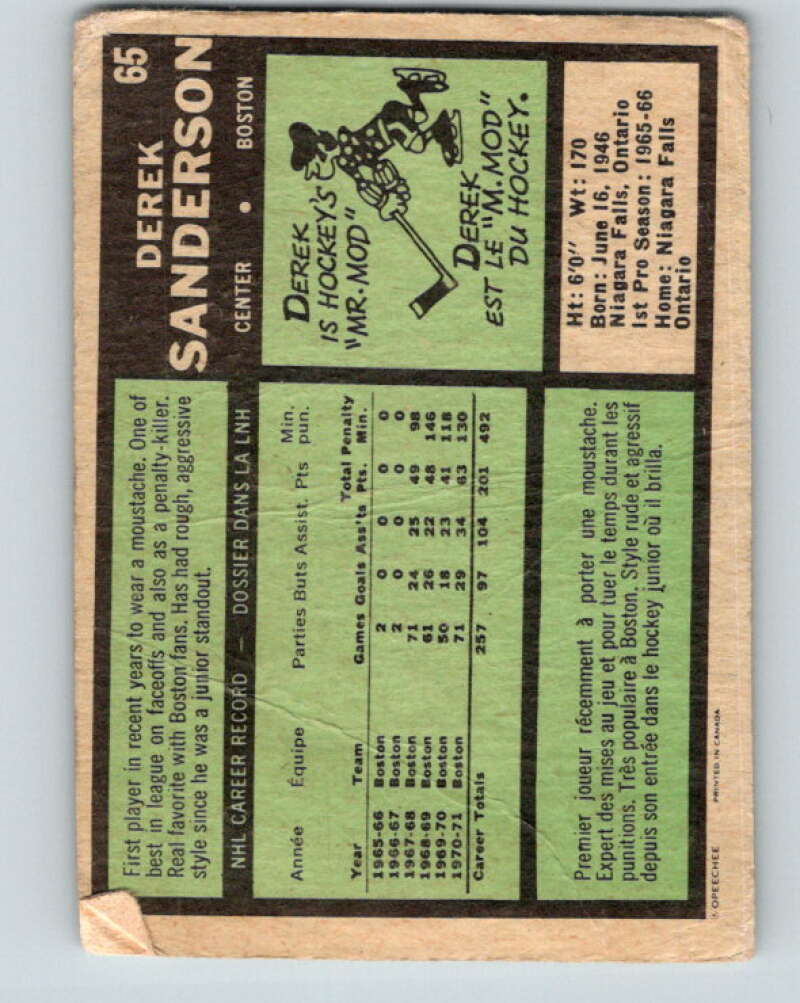 65
DEREK
SANDERSON
CENTER • BOSTON
First player in recent years to wear a moustache. One of
best in league on faceoffs and also as a penalty-killer.
Real favorite with Boston fans. Has had rough, aggressive
style since he was a junior standout.
DEREK
IS HOCKEY'S
"MR. MOD"
DEREK
EST LE "M. MOD"
DU HOCKEY.
NHL CAREER RECORD — DOSSIER DANS LA LNH
Année Équipe Parties Buts Assist. Pts Min. pun.
Year Team Games Goals Ass'ts Total Pts. Penalty Min.
1965-66 Boston 2 0 0 0 0
1966-67 Boston 2 0 0 0 0
1967-68 Boston 71 24 25 49 98
1968-69 Boston 61 26 22 48 146
1969-70 Boston 50 18 23 41 118
1970-71 Boston 71 29 34 63 130
Career Totals 257 97 104 201 492
Ht: 6'0" Wt: 170
Born: June 16, 1946
Niagara Falls, Ontario
1st Pro Season: 1965-66
Home: Niagara Falls
Ontario
Premier joueur récemment à porter une moustache.
Expert des mises au jeu et pour tuer le temps durant les
punitions. Très populaire à Boston. Style rude et agressif
depuis son entrée dans le hockey junior où il brilla.
© OPEECHEE PRINTED IN CANADA